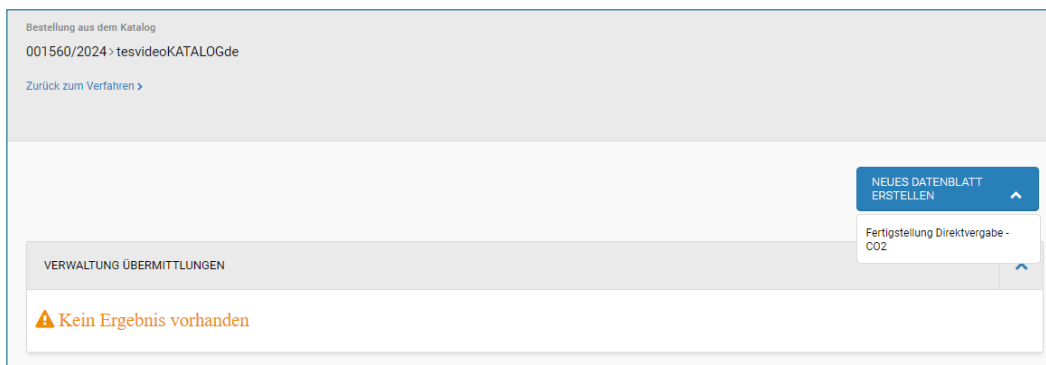 Bestellung aus dem Katalog
001560/2024 > tesvideoKATALOGde
Zurück zum Verfahren >
NEUES DATENBLATT
ERSTELLEN
Fertigstellung Direktvergabe -
CO2
VERWALTUNG ÜBERMITTLUNGEN
Kein Ergebnis vorhanden